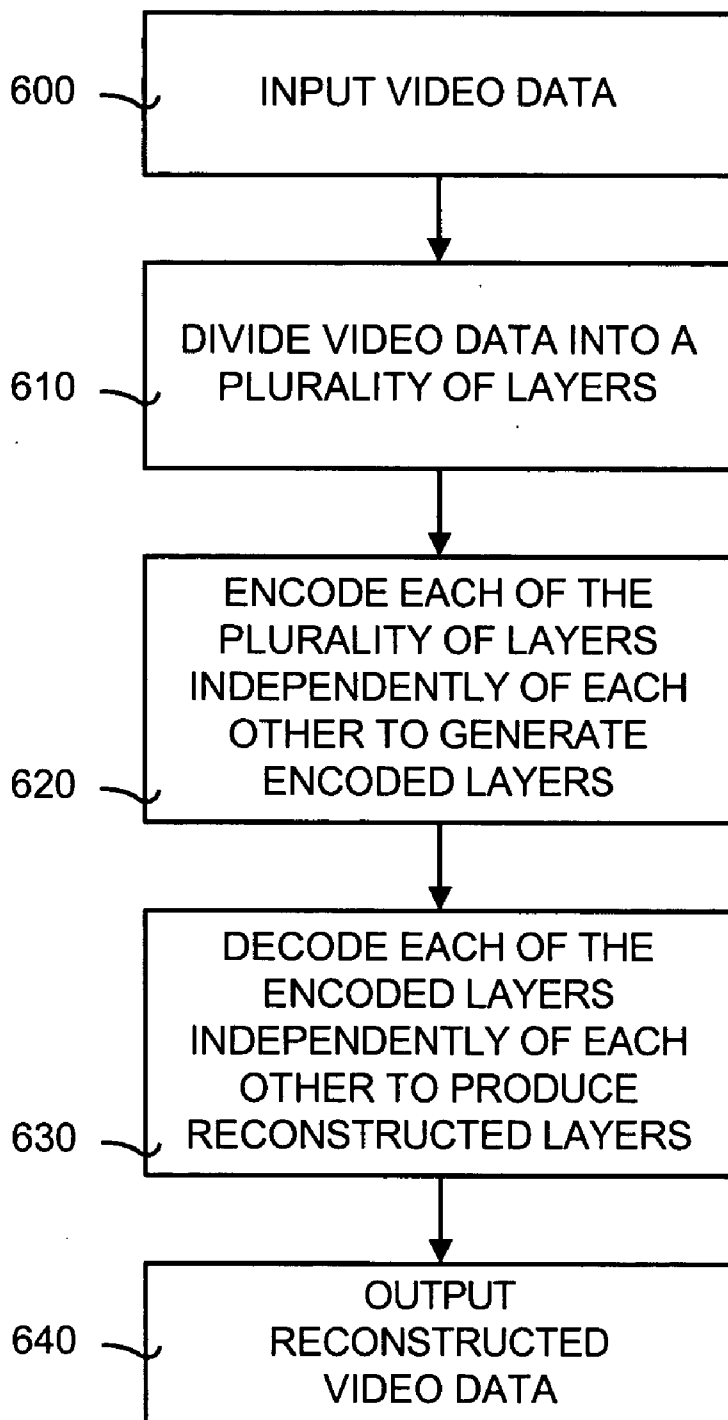 600
INPUT VIDEO DATA
DIVIDE VIDEO DATA INTO A
PLURALITY OF LAYERS
610
ENCODE EACH OF THE
PLURALITY OF LAYERS
INDEPENDENTLY OF EACH
OTHER TO GENERATE
ENCODED LAYERS
620
DECODE EACH OF THE
ENCODED LAYERS
INDEPENDENTLY OF EACH
OTHER TO PRODUCE
RECONSTRUCTED LAYERS
630
OUTPUT
RECONSTRUCTED
VIDEO DATA
640